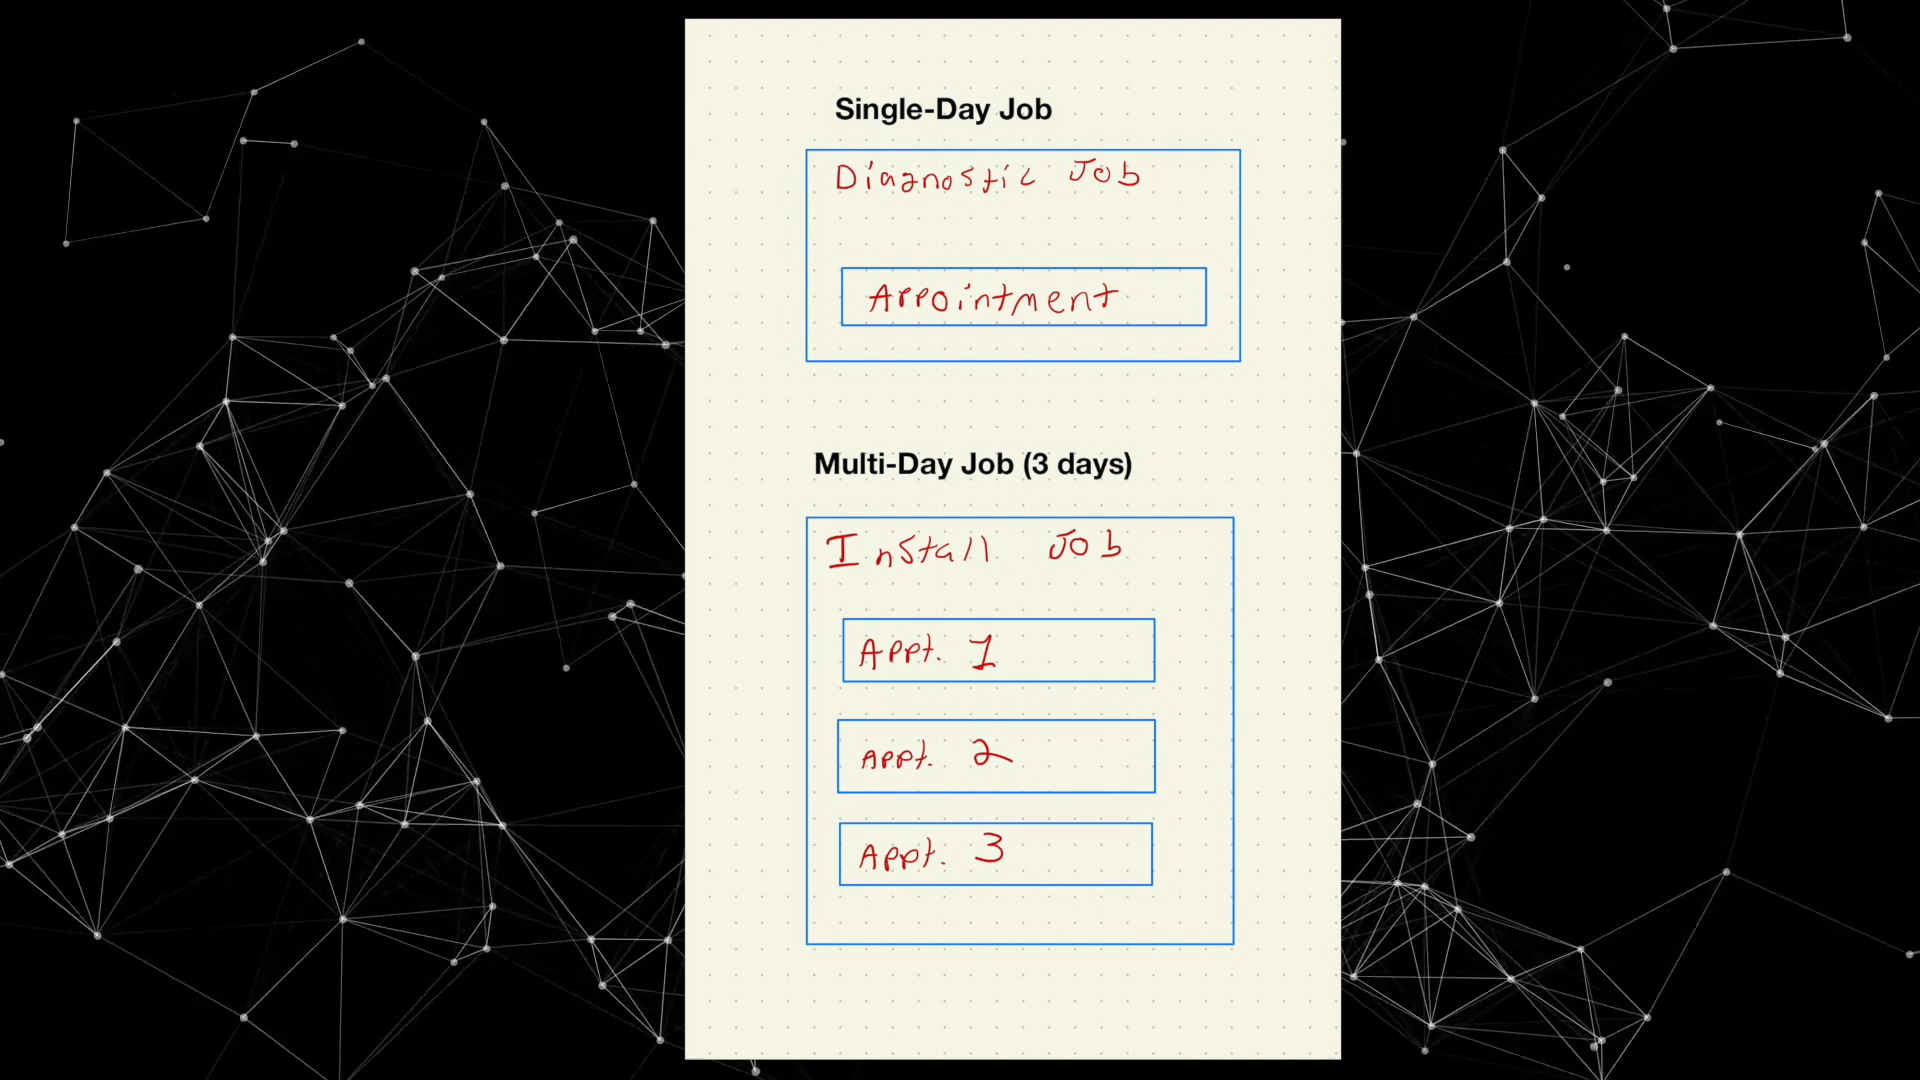 Single-Day Job
Diagnostic Job
Appointment
Multi-Day Job (3 days)
Install Job
Appt. 1
Appt. 2
Appt. 3